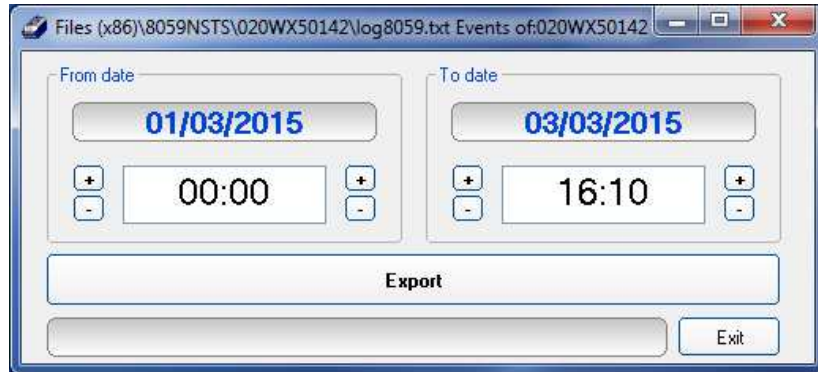 Files (x86)\8059NSTS\020WX50142\log8059.txt Events of:020WX50142
From date
To date
01/03/2015
03/03/2015
+
00:00
+
+
16:10
+
-
-
-
-
Export
Exit